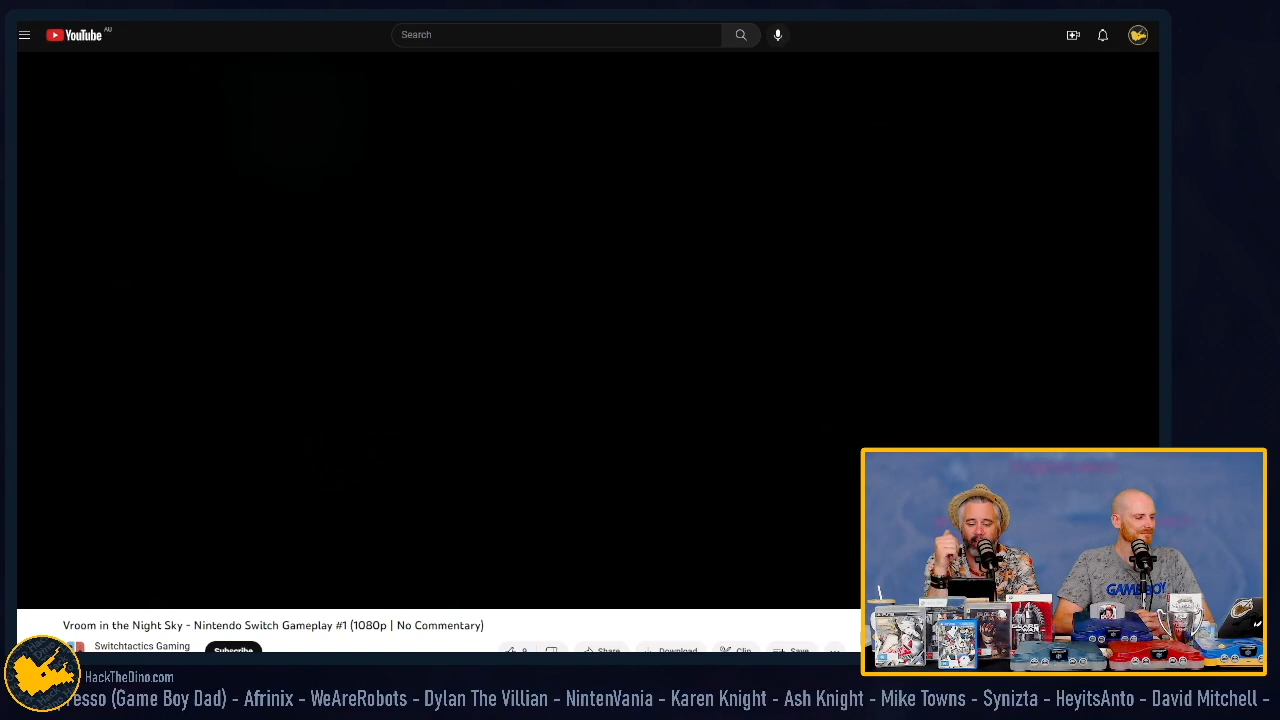 YouTube AU
Search
Vroom in the Night Sky - Nintendo Switch Gameplay #1 (1080p | No Commentary)
Switchtactics Gaming
Subscribe
9
Share
Download
Clip
Save
GAMEBOY
HackTheDino.com
resso (Game Boy Dad) - Afrinix - WeAreRobots - Dylan The Villian - NintenVania - Karen Knight - Ash Knight - Mike Towns - Synizta - HeyitsAnto - David Mitchell -